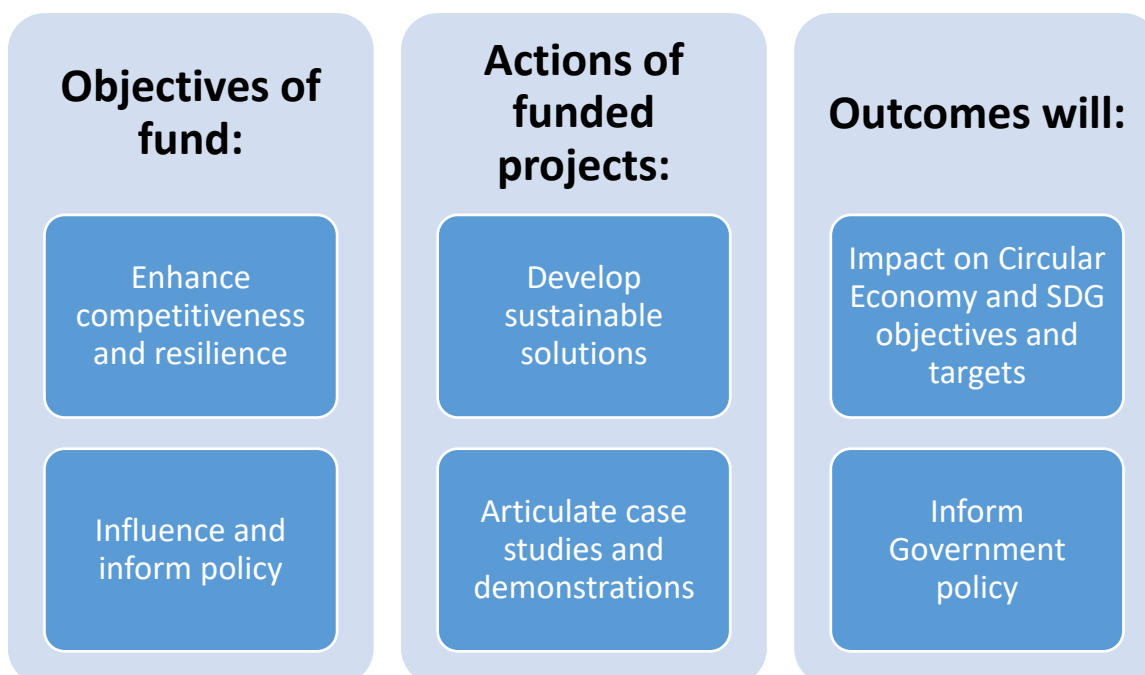 Objectives of
fund:
Enhance
competitiveness
and resilience
Influence and
inform policy
Actions of
funded
projects:
Develop
sustainable
solutions
Articulate case
studies and
demonstrations
Outcomes will:
Impact on Circular
Economy and SDG
objectives and
targets
Inform
Government
policy